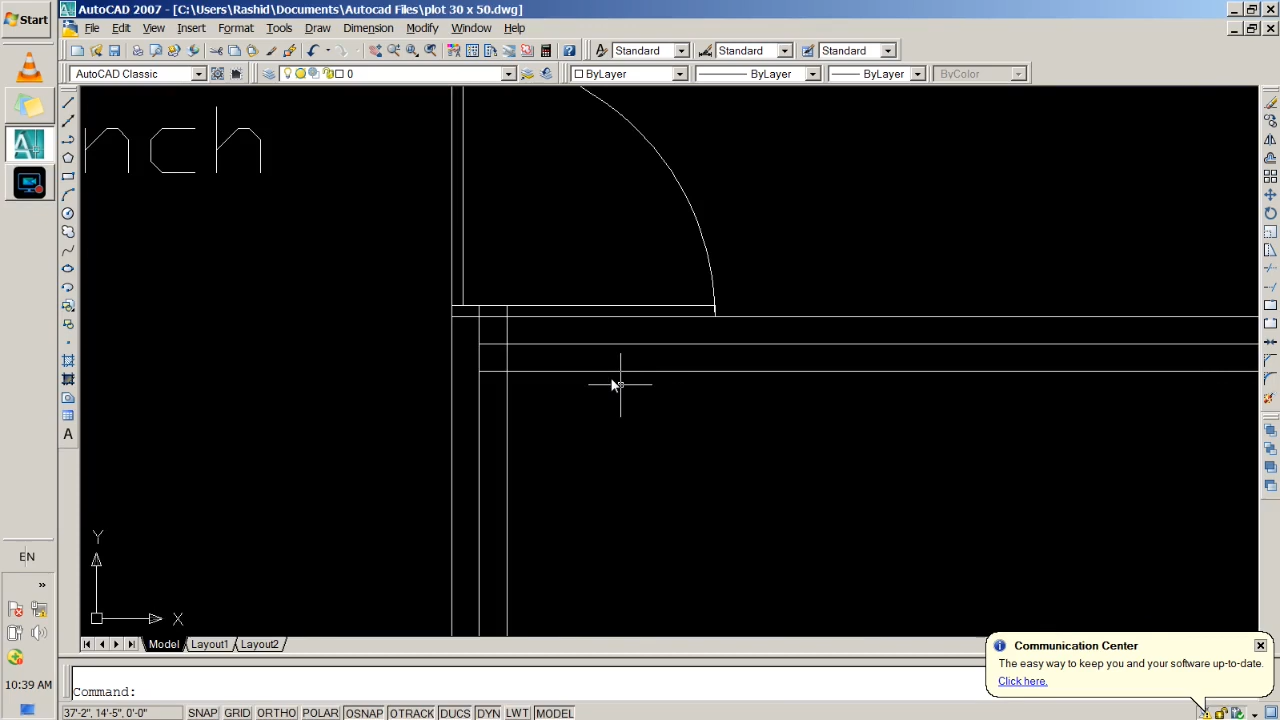 Start
AutoCAD 2007 - [C:\Users\Rashid\Documents\Autocad Files\plot 30 x 50.dwg]
File Edit View Insert Format Tools Draw Dimension Modify Window Help
Standard Standard Standard
AutoCAD Classic 0 ByLayer ByLayer ByLayer ByColor
nch
A
Y
X
EN
»
10:39 AM
Model Layout1 Layout2
Communication Center
The easy way to keep you and your software up-to-date.
Click here.
Command:
37'-2", 14'-5", 0'-0" SNAP GRID ORTHO POLAR OSNAP OTRACK DUCS DYN LWT MODEL